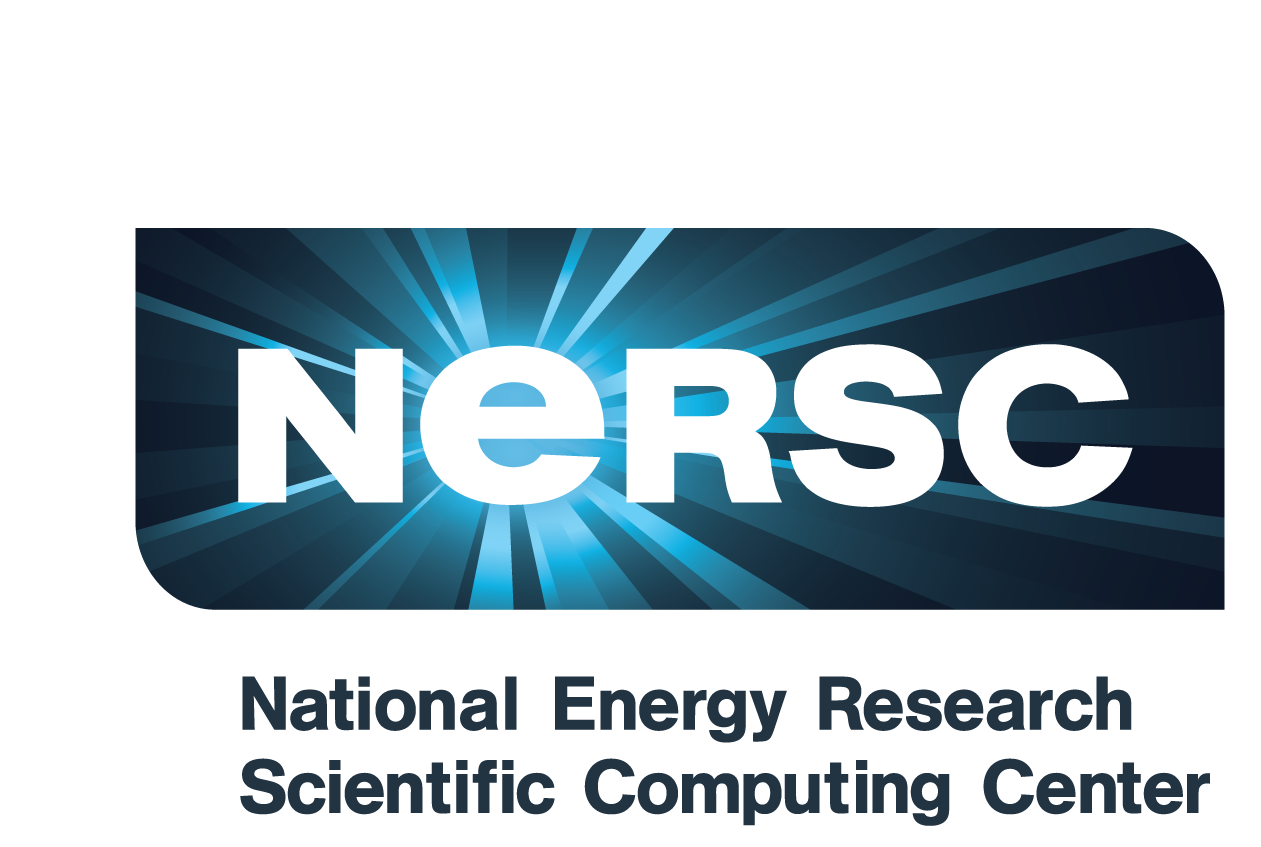 NeRSC
National Energy Research
Scientific Computing Center